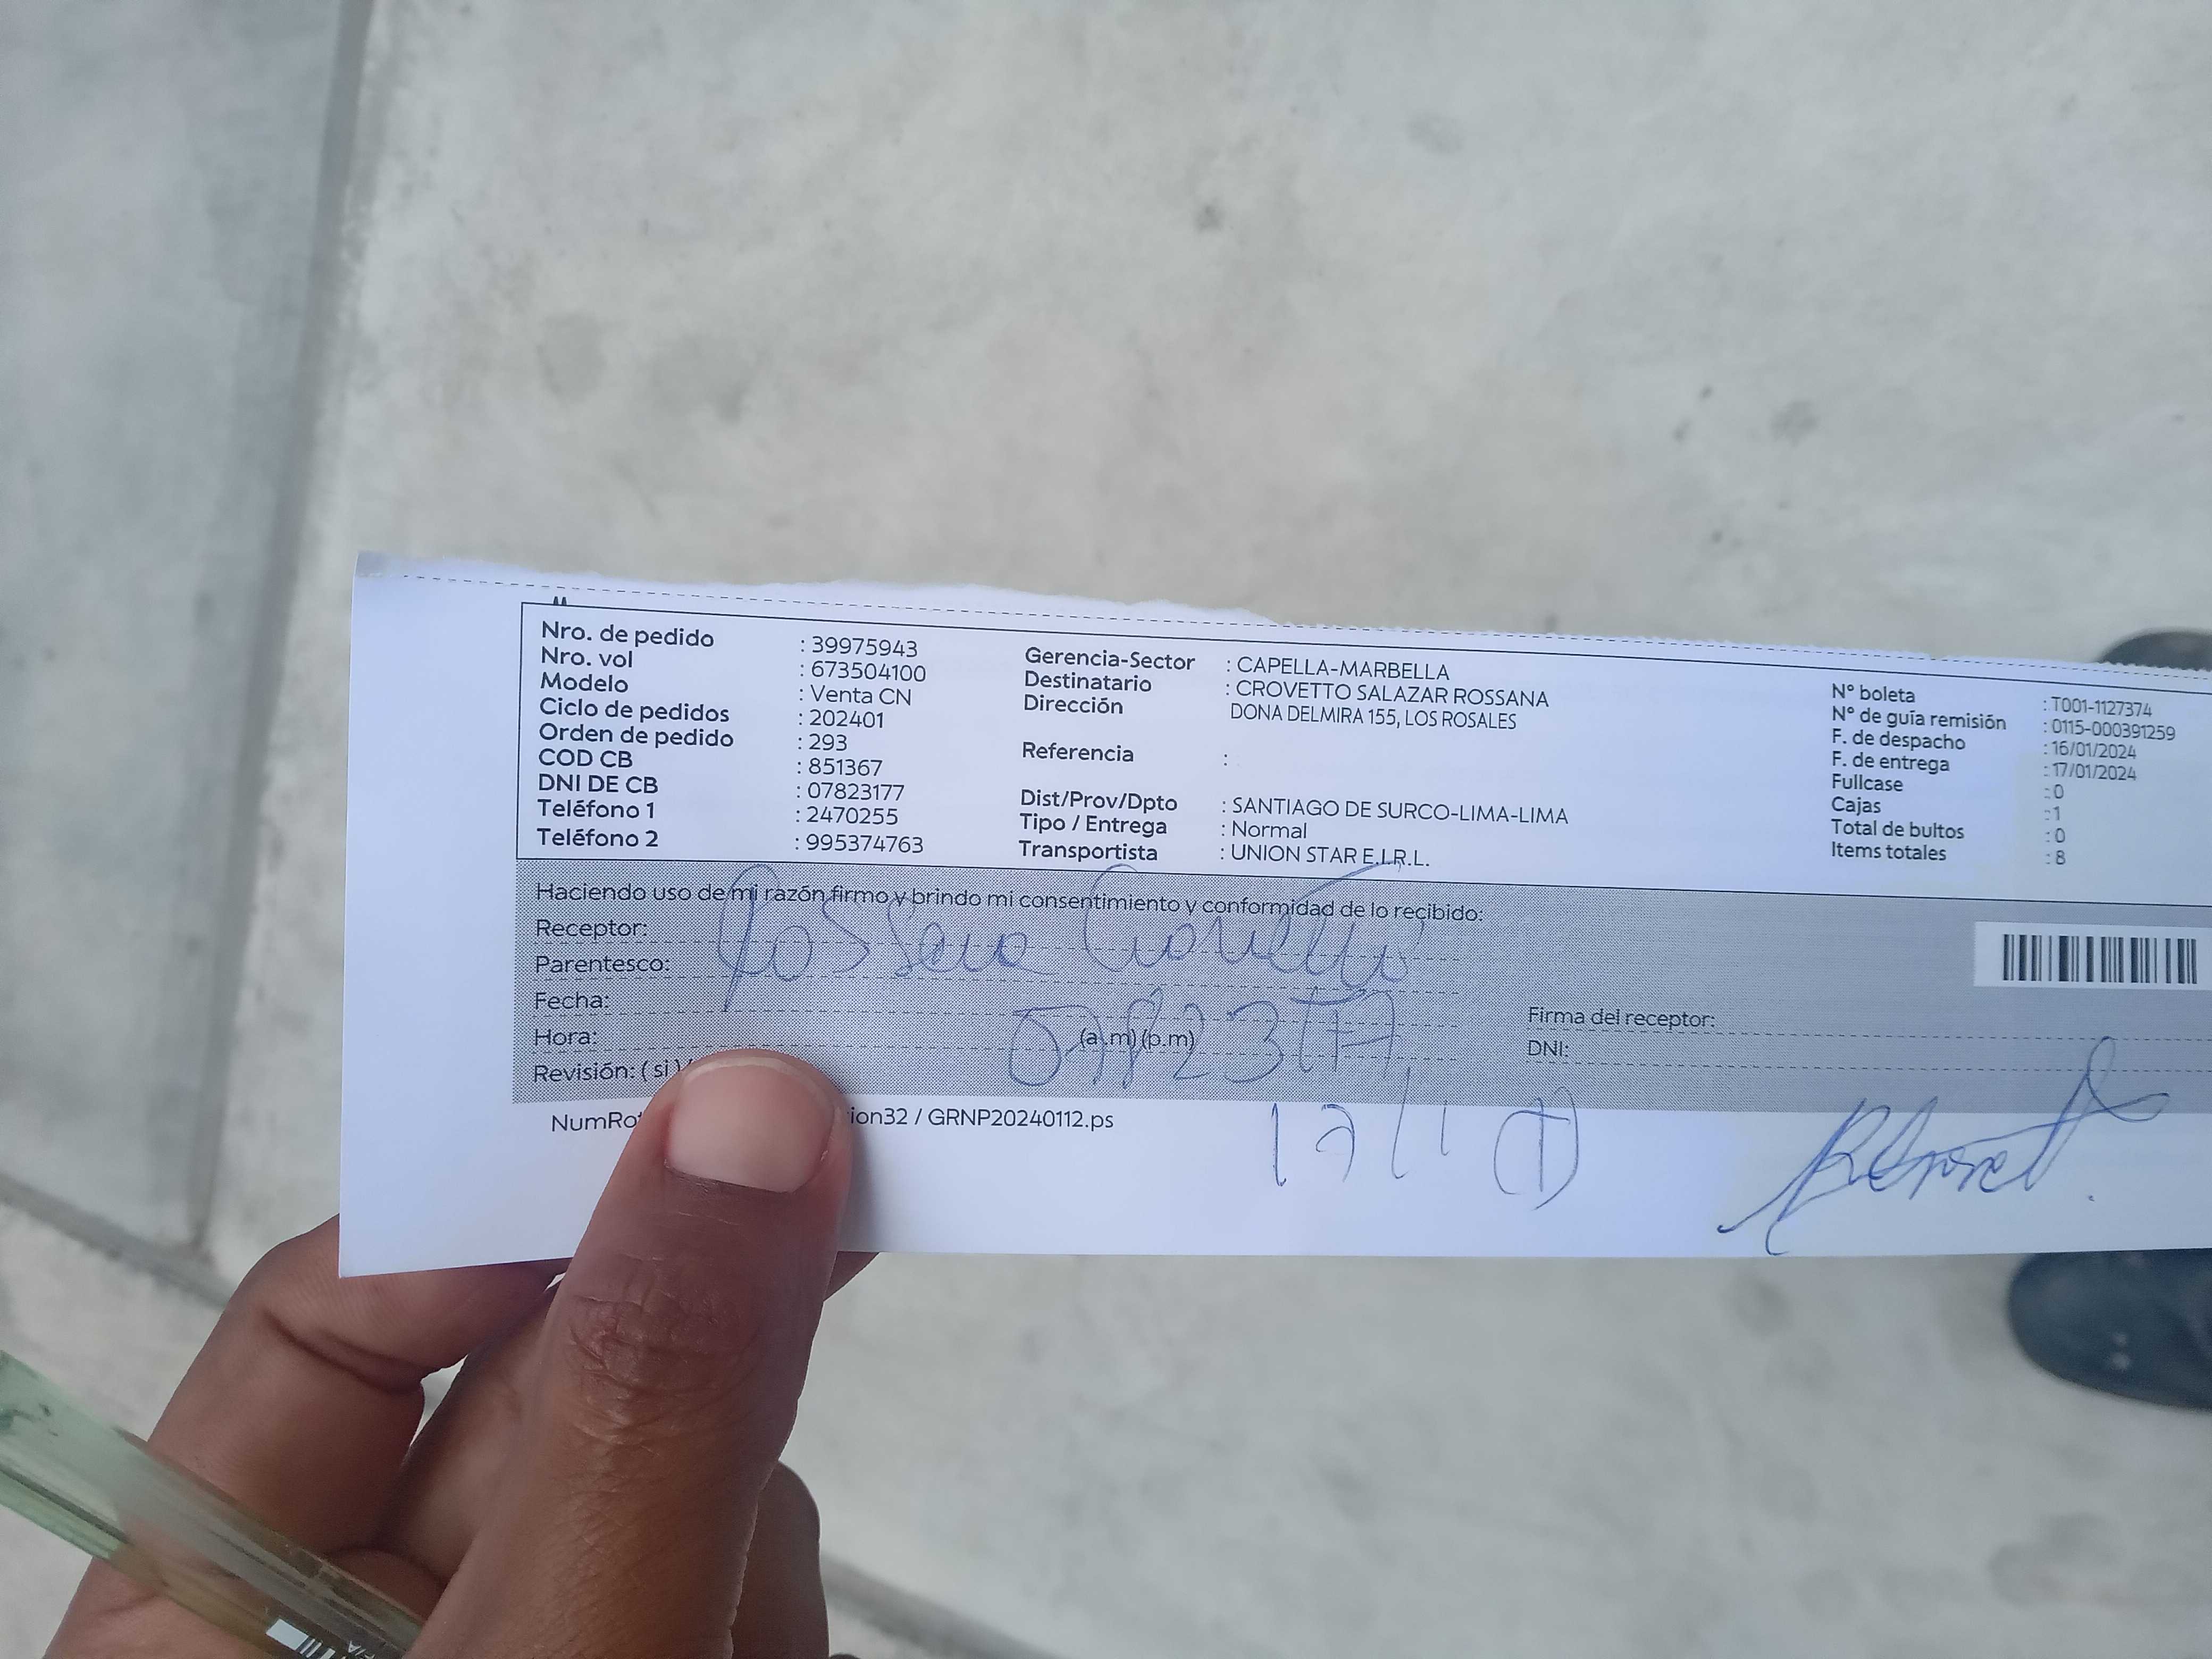 Nro. de pedido : 39975943
Nro. vol : 673504100
Modelo : Venta CN
Ciclo de pedidos : 202401
Orden de pedido : 293
COD CB : 851367
DNI DE CB : 07823177
Teléfono 1 : 2470255
Teléfono 2 : 995374763
Gerencia-Sector : CAPELLA-MARBELLA
Destinatario : CROVETTO SALAZAR ROSSANA
Dirección DONA DELMIRA 155, LOS ROSALES
Referencia :
Dist/Prov/Dpto : SANTIAGO DE SURCO-LIMA-LIMA
Tipo / Entrega : Normal
Transportista : UNION STAR E.I.R.L.
N° boleta : T001-1127374
N° de guía remisión : 0115-000391259
F. de despacho : 16/01/2024
F. de entrega : 17/01/2024
Fullcase : 0
Cajas : 1
Total de bultos : 0
Items totales : 8
Haciendo uso de mi razón firmo y brindo mi consentimiento y conformidad de lo recibido:
Receptor: Rossana Crovetto
Parentesco:
Fecha:
Hora: (a.m) (p.m) 07823177
Revisión: ( si )
Firma del receptor:
DNI:
ion32 / GRNP20240112.ps
17/1